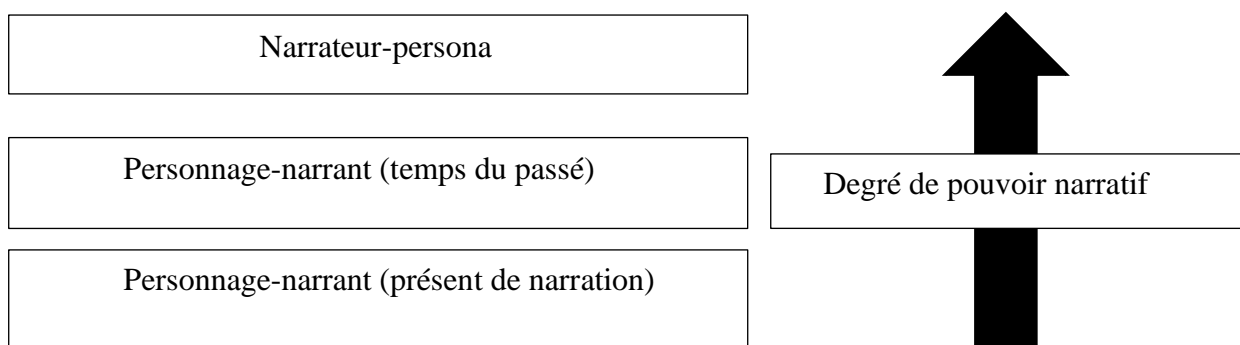 Narrateur-persona
Personnage-narrant (temps du passé)
Degré de pouvoir narratif
Personnage-narrant (présent de narration)